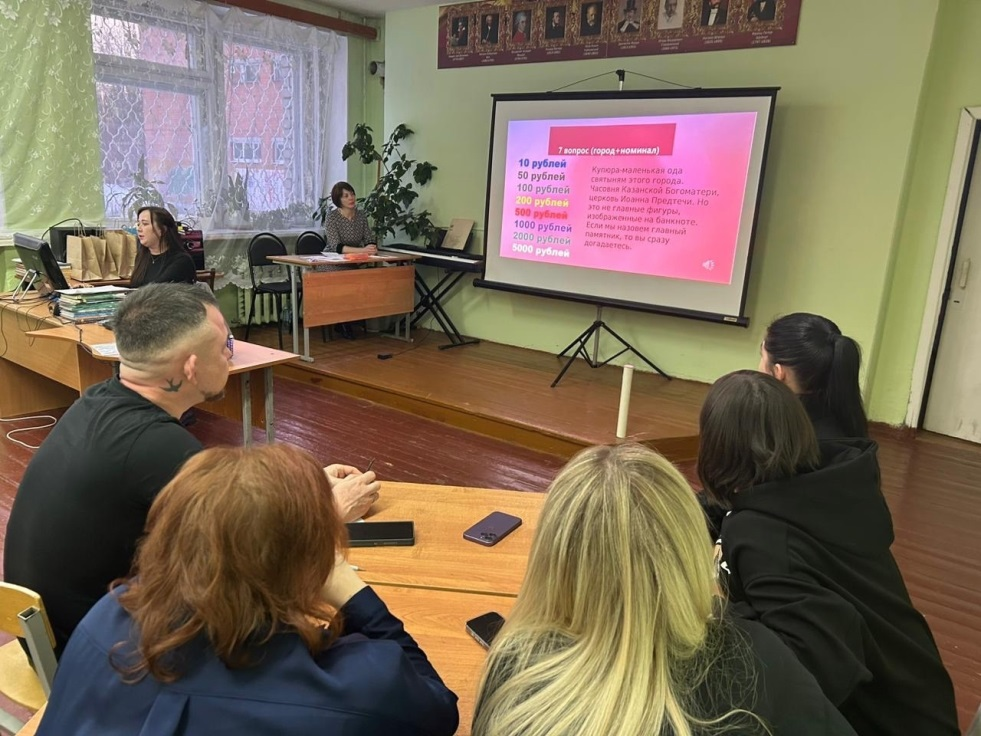 7 вопрос (город+номинал)
10 рублей
50 рублей
100 рублей
200 рублей
500 рублей
1000 рублей
2000 рублей
5000 рублей
Купюра-маленькая ода
святыням этого города.
Часовня Казанской Богоматери,
церковь Иоанна Предтечи. Но
это не главные фигуры,
изображенные на банкноте.
Если мы назовем главный
памятник, то вы сразу
догадаетесь.